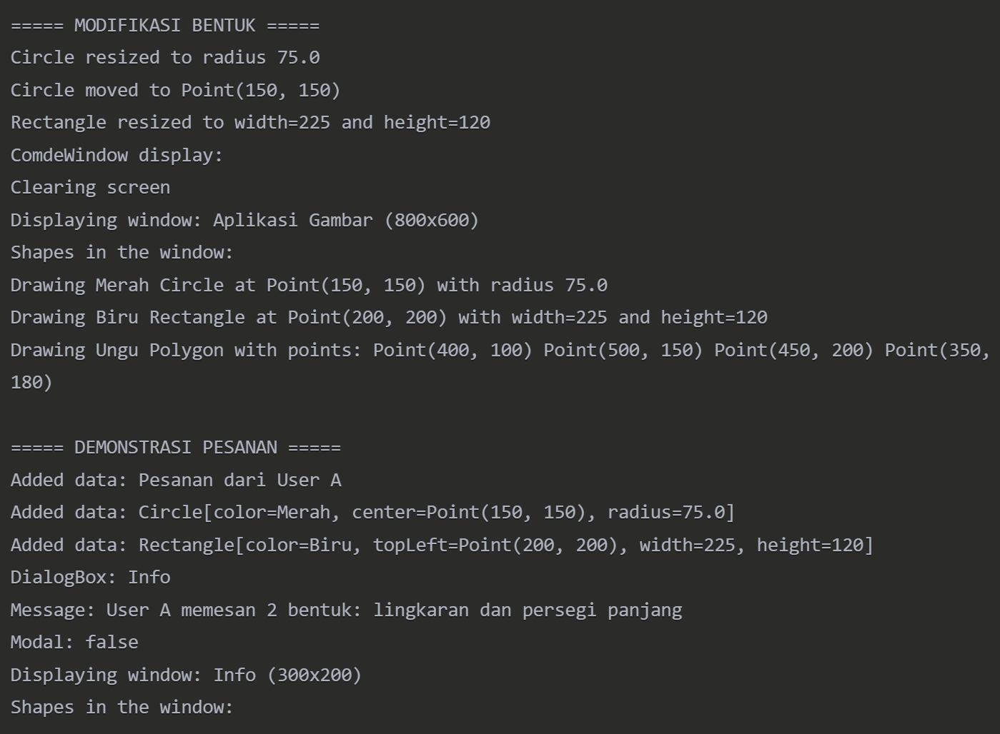 ===== MODIFIKASI BENTUK =====
Circle resized to radius 75.0
Circle moved to Point(150, 150)
Rectangle resized to width=225 and height=120
ComdeWindow display:
Clearing screen
Displaying window: Aplikasi Gambar (800x600)
Shapes in the window:
Drawing Merah Circle at Point(150, 150) with radius 75.0
Drawing Biru Rectangle at Point(200, 200) with width=225 and height=120
Drawing Ungu Polygon with points: Point(400, 100) Point(500, 150) Point(450, 200) Point(350,
180)

===== DEMONSTRASI PESANAN =====
Added data: Pesanan dari User A
Added data: Circle[color=Merah, center=Point(150, 150), radius=75.0]
Added data: Rectangle[color=Biru, topLeft=Point(200, 200), width=225, height=120]
DialogBox: Info
Message: User A memesan 2 bentuk: lingkaran dan persegi panjang
Modal: false
Displaying window: Info (300x200)
Shapes in the window: